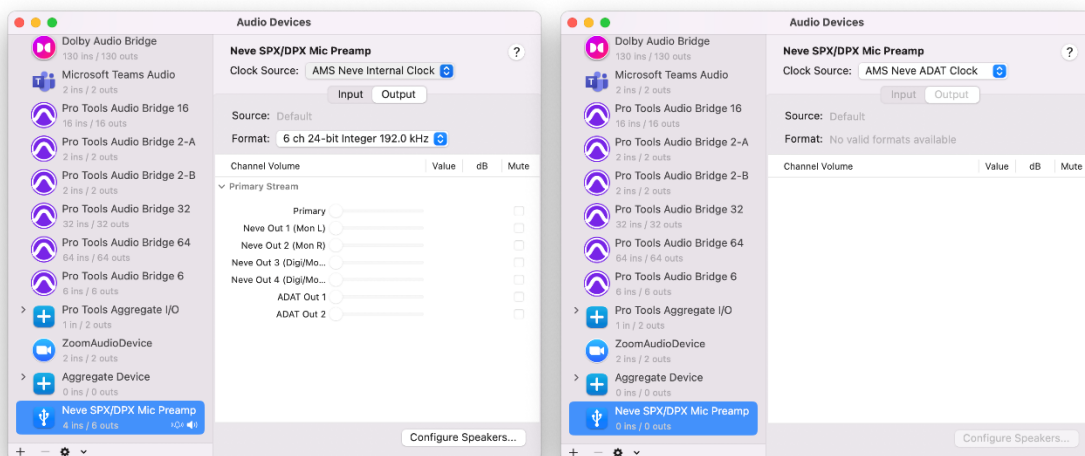 Audio Devices
Dolby Audio Bridge
130 ins / 130 outs
Microsoft Teams Audio
2 ins / 2 outs
Pro Tools Audio Bridge 16
16 ins / 16 outs
Pro Tools Audio Bridge 2-A
2 ins / 2 outs
Pro Tools Audio Bridge 2-B
2 ins / 2 outs
Pro Tools Audio Bridge 32
32 ins / 32 outs
Pro Tools Audio Bridge 64
64 ins / 64 outs
Pro Tools Audio Bridge 6
6 ins / 6 outs
Pro Tools Aggregate I/O
1 in / 2 outs
ZoomAudioDevice
2 ins / 2 outs
Aggregate Device
0 ins / 0 outs
Neve SPX/DPX Mic Preamp
4 ins / 6 outs
Neve SPX/DPX Mic Preamp
?
Clock Source: AMS Neve Internal Clock
Input Output
Source: Default
Format: 6 ch 24-bit Integer 192.0 kHz
Channel Volume Value dB Mute
Primary Stream
Primary
Neve Out 1 (Mon L)
Neve Out 2 (Mon R)
Neve Out 3 (Digi/Mo...
Neve Out 4 (Digi/Mo...
ADAT Out 1
ADAT Out 2
Configure Speakers...
Audio Devices
Dolby Audio Bridge
130 ins / 130 outs
Microsoft Teams Audio
2 ins / 2 outs
Pro Tools Audio Bridge 16
16 ins / 16 outs
Pro Tools Audio Bridge 2-A
2 ins / 2 outs
Pro Tools Audio Bridge 2-B
2 ins / 2 outs
Pro Tools Audio Bridge 32
32 ins / 32 outs
Pro Tools Audio Bridge 64
64 ins / 64 outs
Pro Tools Audio Bridge 6
6 ins / 6 outs
Pro Tools Aggregate I/O
1 in / 2 outs
ZoomAudioDevice
2 ins / 2 outs
Aggregate Device
0 ins / 0 outs
Neve SPX/DPX Mic Preamp
0 ins / 0 outs
Neve SPX/DPX Mic Preamp
?
Clock Source: AMS Neve ADAT Clock
Input Output
Source: Default
Format: No valid formats available
Channel Volume Value dB Mute
Configure Speakers...